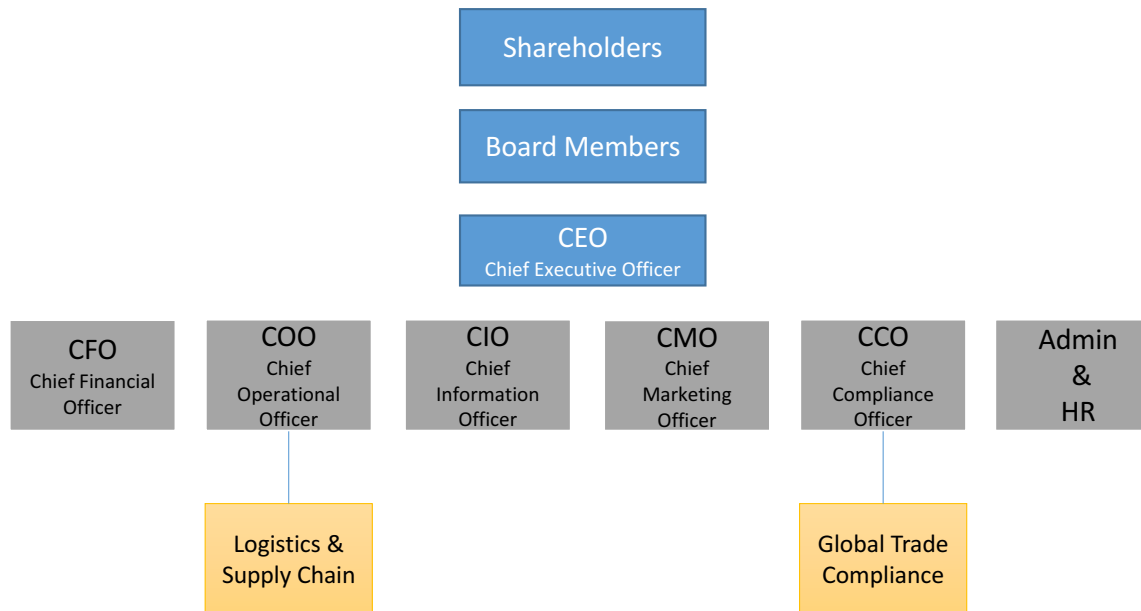 Shareholders
Board Members
CEO
Chief Executive Officer
CFO
Chief Financial
Officer
COO
Chief
Operational
Officer
CIO
Chief
Information
Officer
CMO
Chief
Marketing
Officer
CCO
Chief
Compliance
Officer
Admin
&
HR
Logistics &
Supply Chain
Global Trade
Compliance